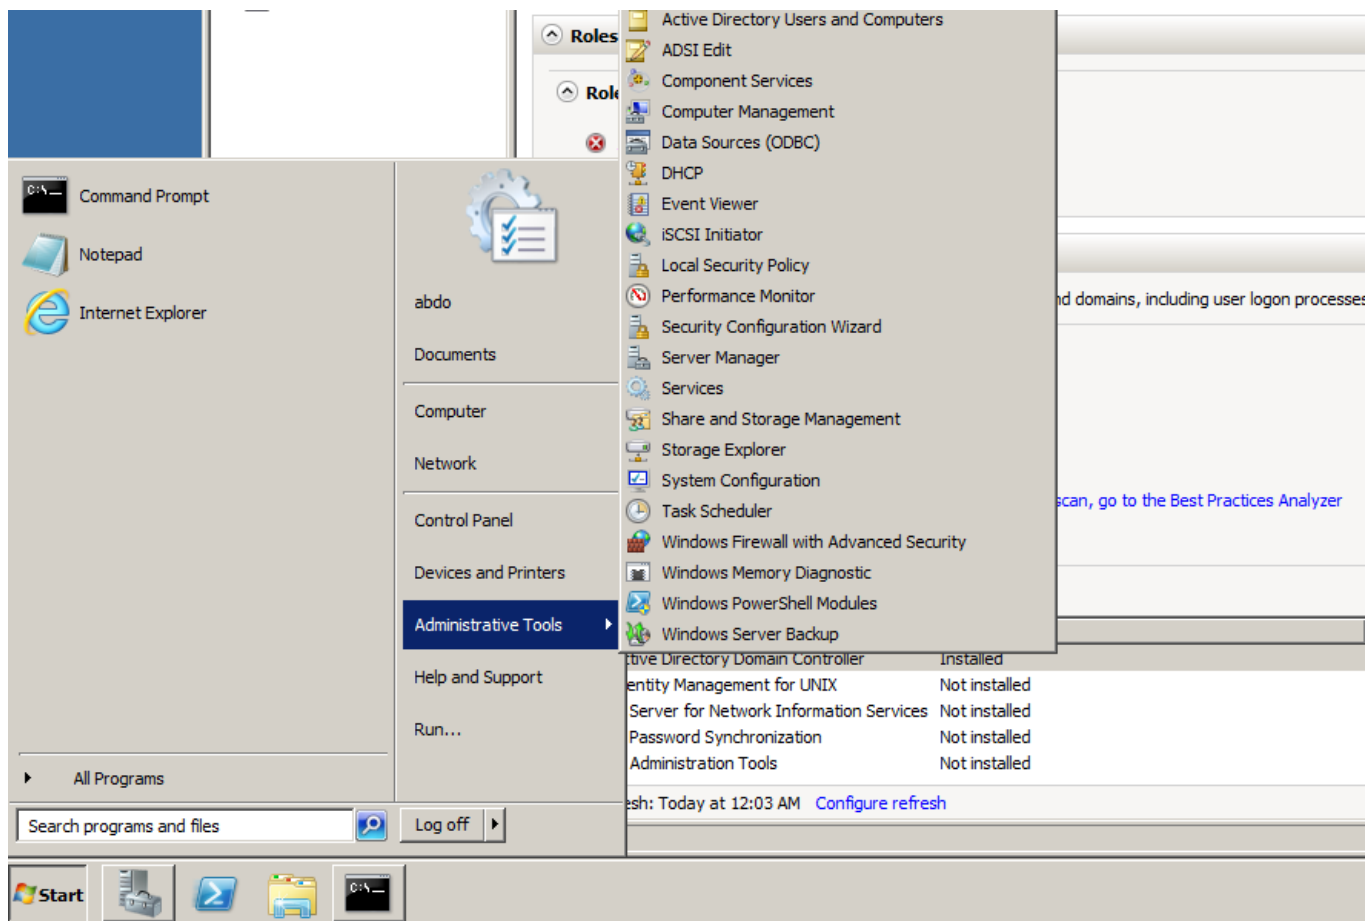 Roles
Active Directory Users and Computers
ADSI Edit
Component Services
Computer Management
Data Sources (ODBC)
DHCP
Event Viewer
iSCSI Initiator
Local Security Policy
Performance Monitor
Security Configuration Wizard
Server Manager
Services
Share and Storage Management
Storage Explorer
System Configuration
Task Scheduler
Windows Firewall with Advanced Security
Windows Memory Diagnostic
Windows PowerShell Modules
Windows Server Backup
Command Prompt
Notepad
Internet Explorer
abdo
Documents
Computer
Network
Control Panel
Devices and Printers
Administrative Tools
Help and Support
Run...
All Programs
Search programs and files
Log off
domains, including user logon processes
scan, go to the Best Practices Analyzer
Directory Domain Controller Installed
Management for UNIX Not installed
Server for Network Information Services Not installed
Password Synchronization Not installed
Administration Tools Not installed
Today at 12:03 AM Configure refresh
Start